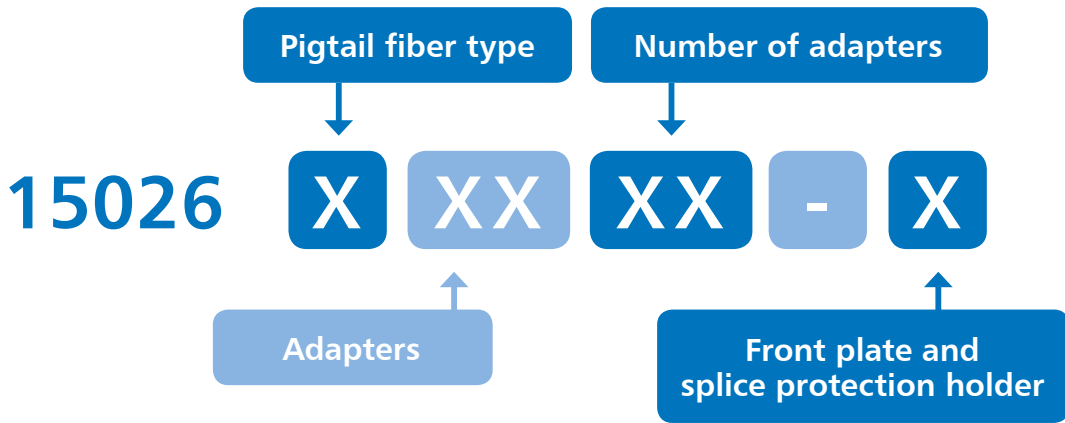 Pigtail fiber type
Number of adapters
15026 X XX XX - X
Adapters
Front plate and
splice protection holder